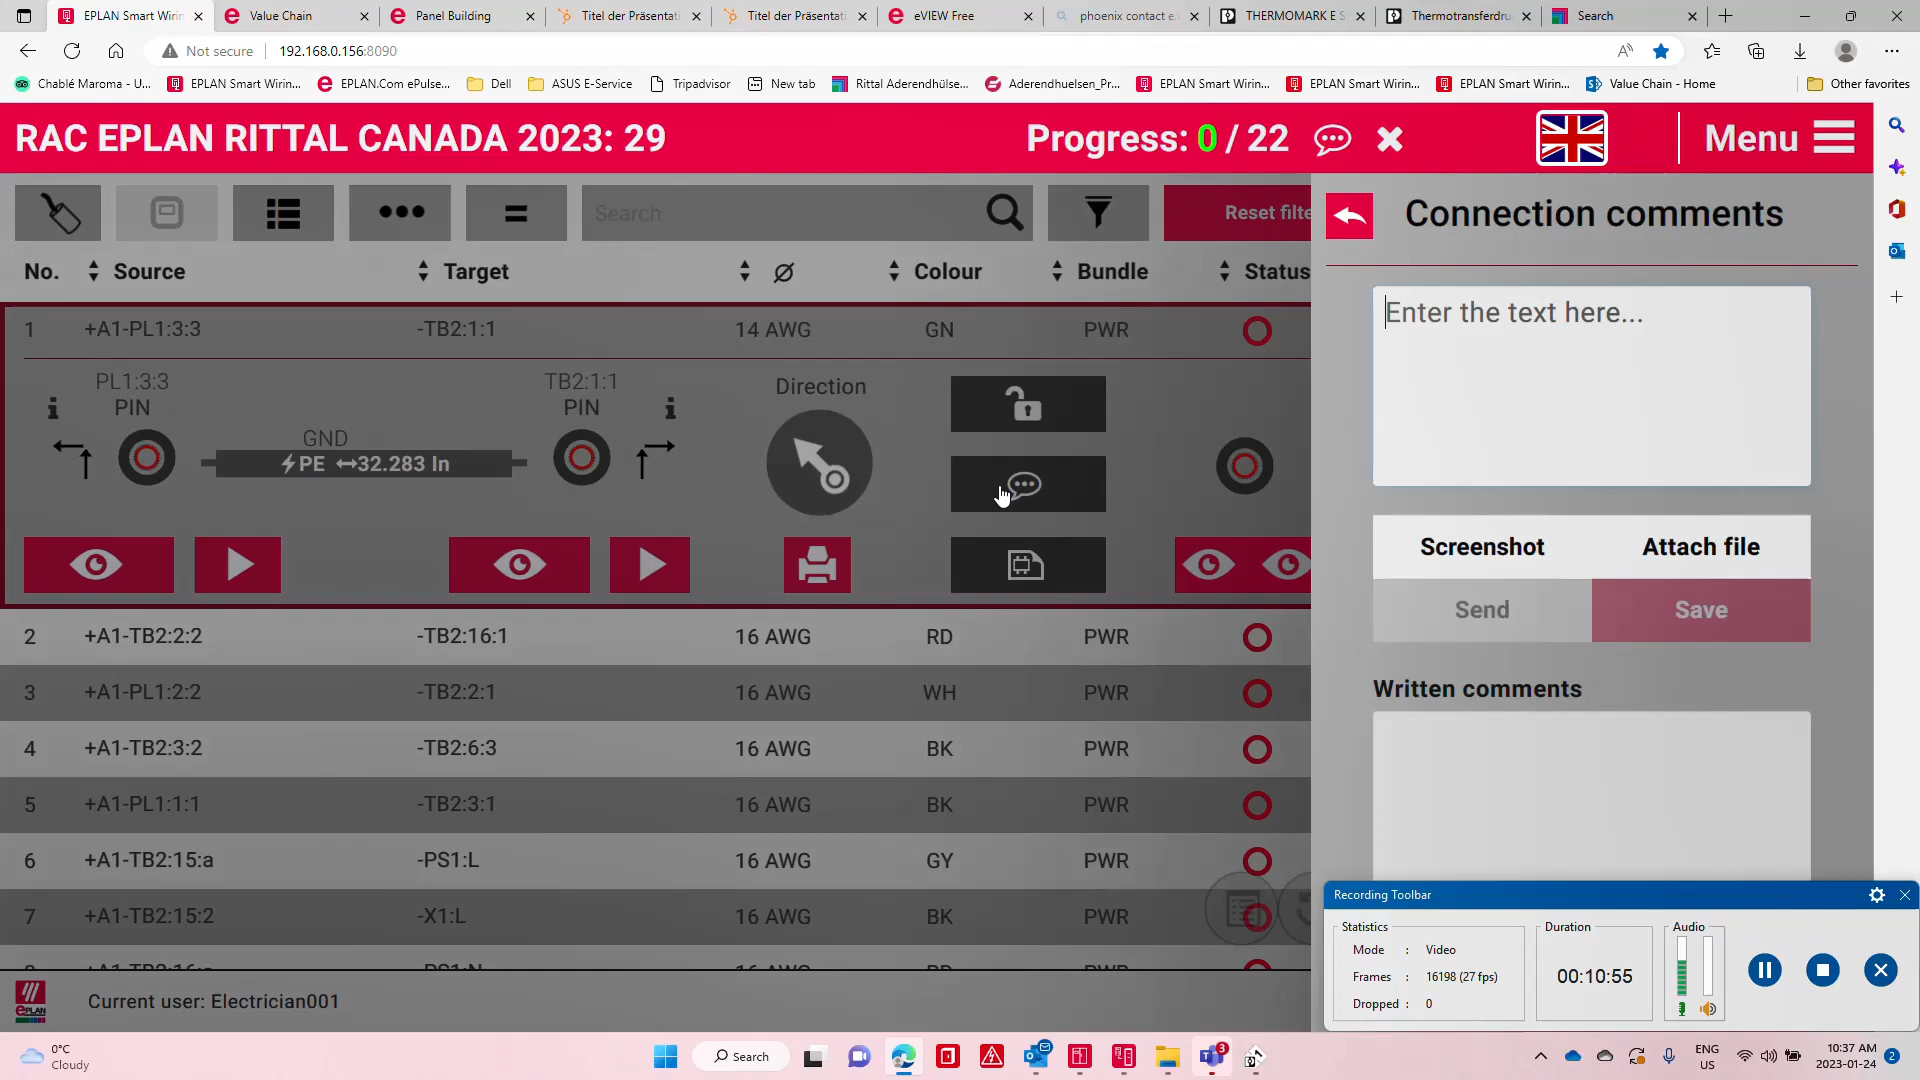 EPLAN Smart Wirin
Value Chain
Panel Building
Titel der Präsentati
Titel der Präsentati
eVIEW Free
phoenix contact e.
THERMOMARK E S
Thermotransferdru
Search
Not secure
192.168.0.156:8090
Chablé Maroma - U...
EPLAN Smart Wirin...
EPLAN.Com ePulse...
Dell
ASUS E-Service
Tripadvisor
New tab
Rittal Aderendhülse...
Aderendhuelsen_Pr...
EPLAN Smart Wirin...
EPLAN Smart Wirin...
EPLAN Smart Wirin...
Value Chain - Home
Other favorites
RAC EPLAN RITTAL CANADA 2023: 29
Progress: 0 / 22
Menu
Search
Reset filte
No. Source Target Ø Colour Bundle Status
1 +A1-PL1:3:3 -TB2:1:1 14 AWG GN PWR
PL1:3:3
PIN
GND
PE ↔32.283 In
TB2:1:1
PIN
Direction
2 +A1-TB2:2:2 -TB2:16:1 16 AWG RD PWR
3 +A1-PL1:2:2 -TB2:2:1 16 AWG WH PWR
4 +A1-TB2:3:2 -TB2:6:3 16 AWG BK PWR
5 +A1-PL1:1:1 -TB2:3:1 16 AWG BK PWR
6 +A1-TB2:15:a -PS1:L 16 AWG GY PWR
7 +A1-TB2:15:2 -X1:L 16 AWG BK PWR
Current user: Electrician001
Connection comments
Enter the text here...
Screenshot
Attach file
Send
Save
Written comments
Recording Toolbar
Statistics
Mode : Video
Frames : 16198 (27 fps)
Dropped : 0
Duration
00:10:55
Audio
0°C
Cloudy
Search
3
ENG
US
10:37 AM
2023-01-24
2